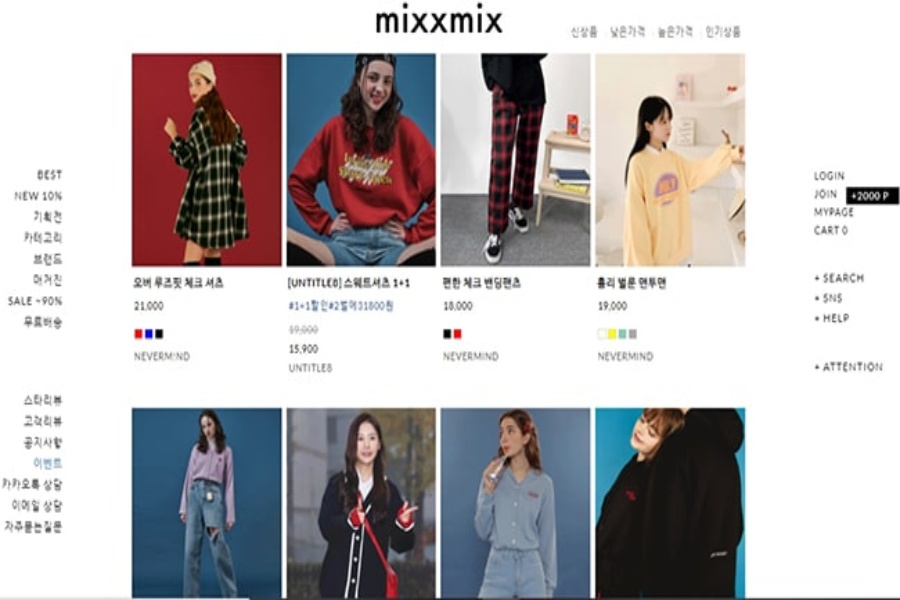 mixxmix
신상품 낮은가격 높은가격 인기상품
BEST
NEW 10%
기획전
카테고리
브랜드
매거진
SALE ~90%
무료배송
스타리뷰
고객리뷰
공지사항
이벤트
카카오톡 상담
이메일 상담
자주묻는질문
오버 루즈핏 체크 셔츠
21,000
NEVERMIND
[UNTITLE8] 스웨트셔츠 1+1
#1+1할인#2벌에31800원
19,000
15,900
UNTITLE8
편한 체크 밴딩팬츠
18,000
NEVERMIND
홀리 벌룬 맨투맨
19,000
NEVERMIND
LOGIN
JOIN
+2000 P
MYPAGE
CART 0
+ SEARCH
+ SNS
+ HELP
+ ATTENTION